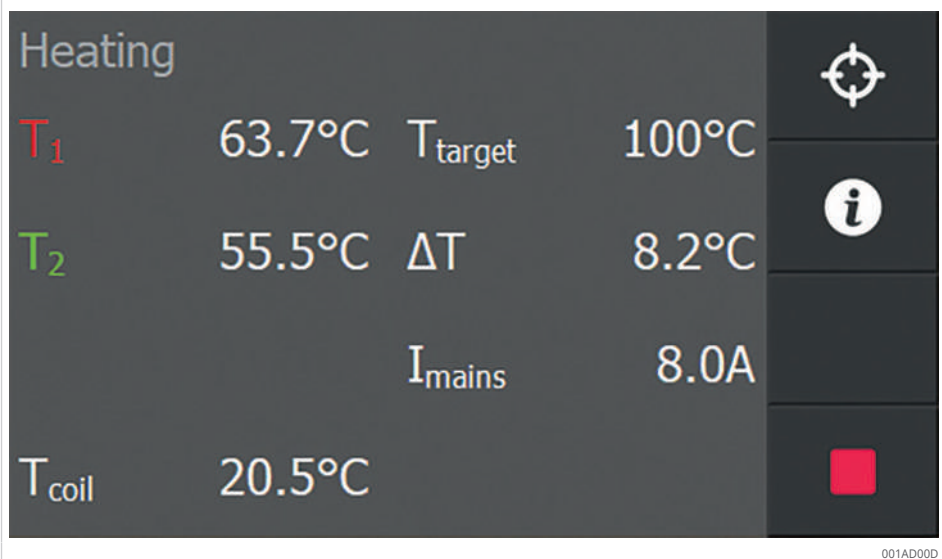 Heating
T1 63.7°C Ttarget 100°C
T2 55.5°C ΔT 8.2°C
Imains 8.0A
Tcoil 20.5°C
i
001AD00D